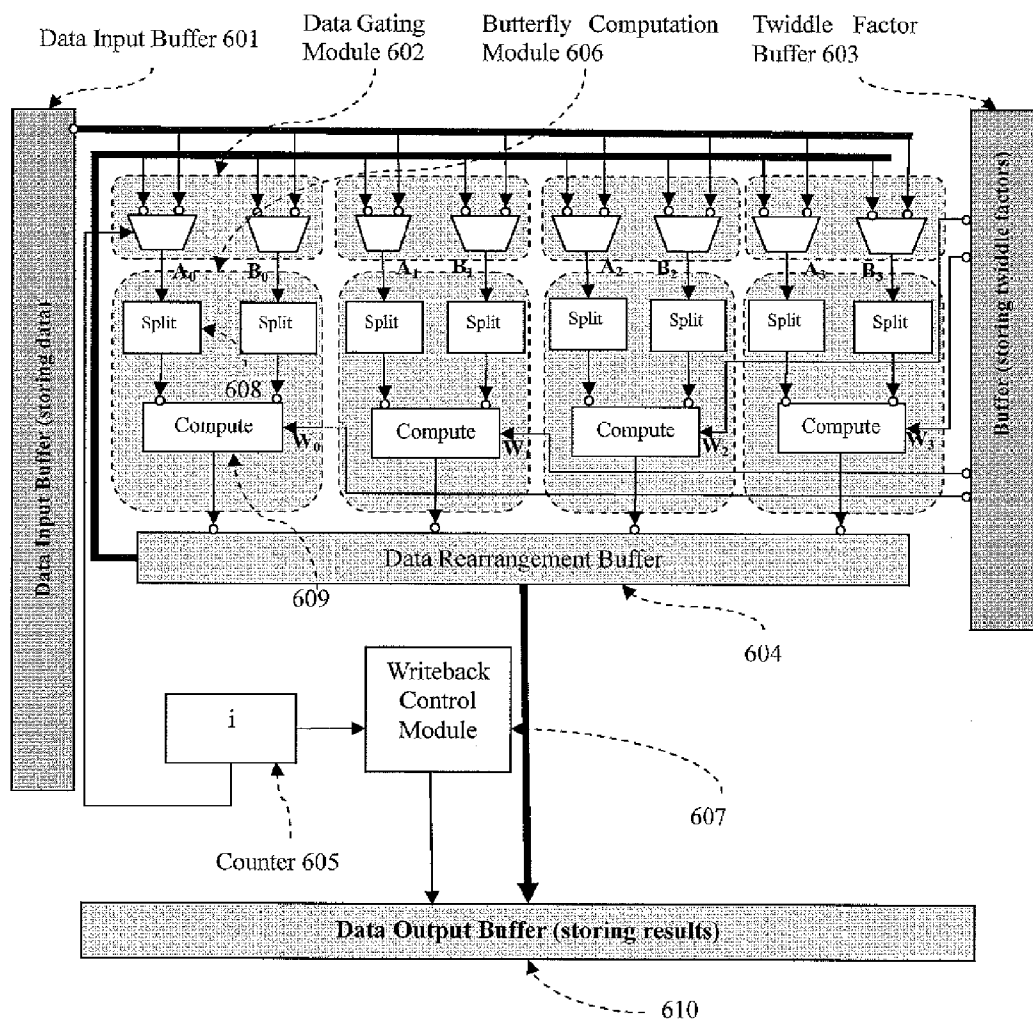 Data Input Buffer 601
Data Gating
Module 602
Butterfly Computation
Module 606
Twiddle Factor
Buffer 603
Data Input Buffer (storing data)
Buffer (storing twiddle factors)
A0 B0 A1 B1 A2 B2 A3 B3
Split Split Split Split Split Split Split Split
608
Compute Compute Compute Compute
W0 W W2 W3
Data Rearrangement Buffer
609
604
Writeback
Control
Module
i
607
Counter 605
Data Output Buffer (storing results)
610